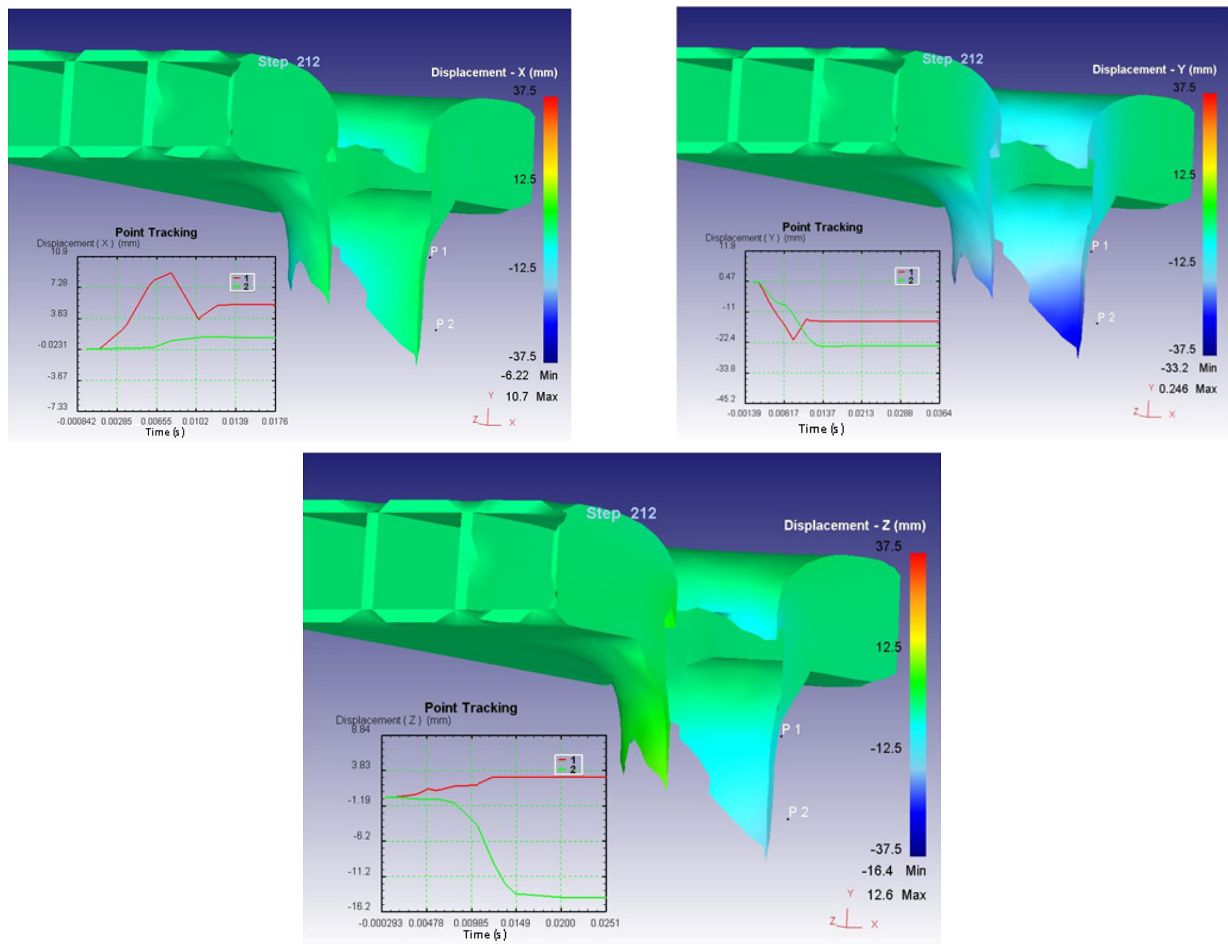 Step 212
Displacement - X (mm)
37.5
12.5
-12.5
-37.5
-6.22 Min
10.7 Max
Point Tracking
Displacement ( X ) (mm)
10.9
7.28
3.63
-0.0231
-3.67
-7.33
1
2
-0.000842 0.00285 0.00655 0.0102 0.0139 0.0176
Time (s)
P 1
P 2
Y
Z X
Step 212
Displacement - Y (mm)
37.5
12.5
-12.5
-37.5
-33.2 Min
0.246 Max
Point Tracking
Displacement ( Y ) (mm)
11.9
0.47
-11
-22.4
-33.8
-45.2
1
2
-0.00139 0.00617 0.0137 0.0213 0.0288 0.0364
Time (s)
P 1
P 2
Y
Z X
Step 212
Displacement - Z (mm)
37.5
12.5
-12.5
-37.5
-16.4 Min
12.6 Max
Point Tracking
Displacement ( Z ) (mm)
3.83
-1.19
-6.2
-11.2
-16.2
1
2
-0.000293 0.00478 0.00985 0.0149 0.0200 0.0251
Time (s)
P 1
P 2
Y
Z X